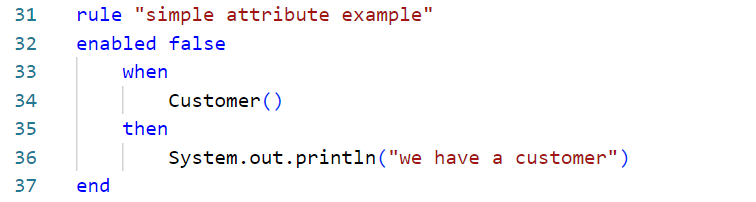 31 rule "simple attribute example"
32 enabled false
33 when
34 Customer()
35 then
36 System.out.println("we have a customer")
37 end